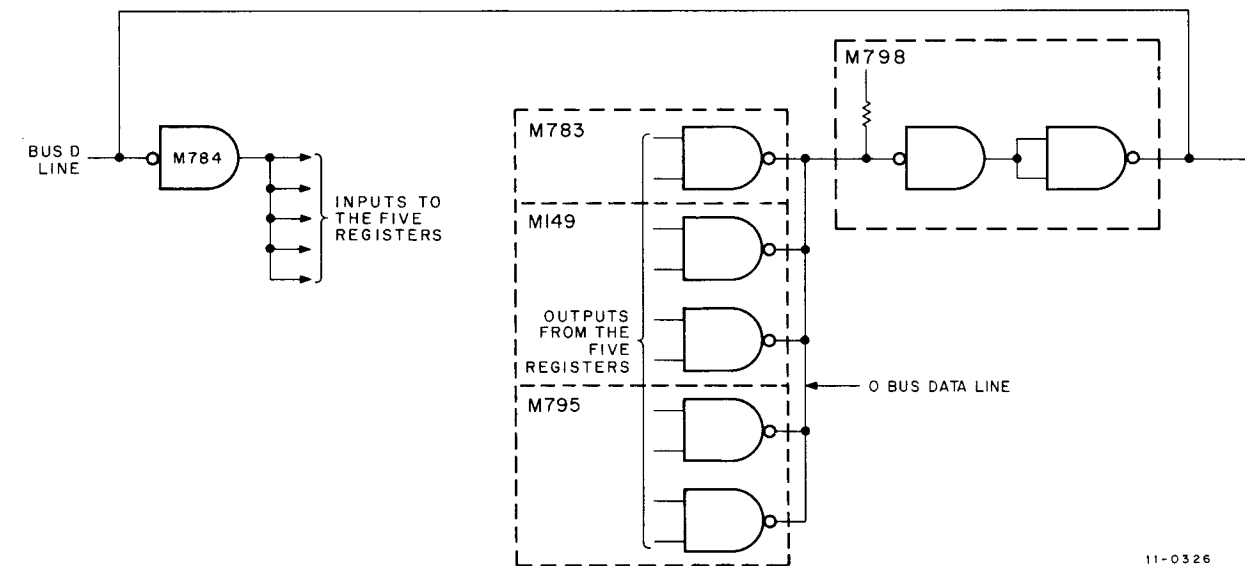 M798
M783
BUS D
LINE
M784
INPUTS TO
THE FIVE
REGISTERS
M149
OUTPUTS
FROM THE
FIVE
REGISTERS
O BUS DATA LINE
M795
11-0326